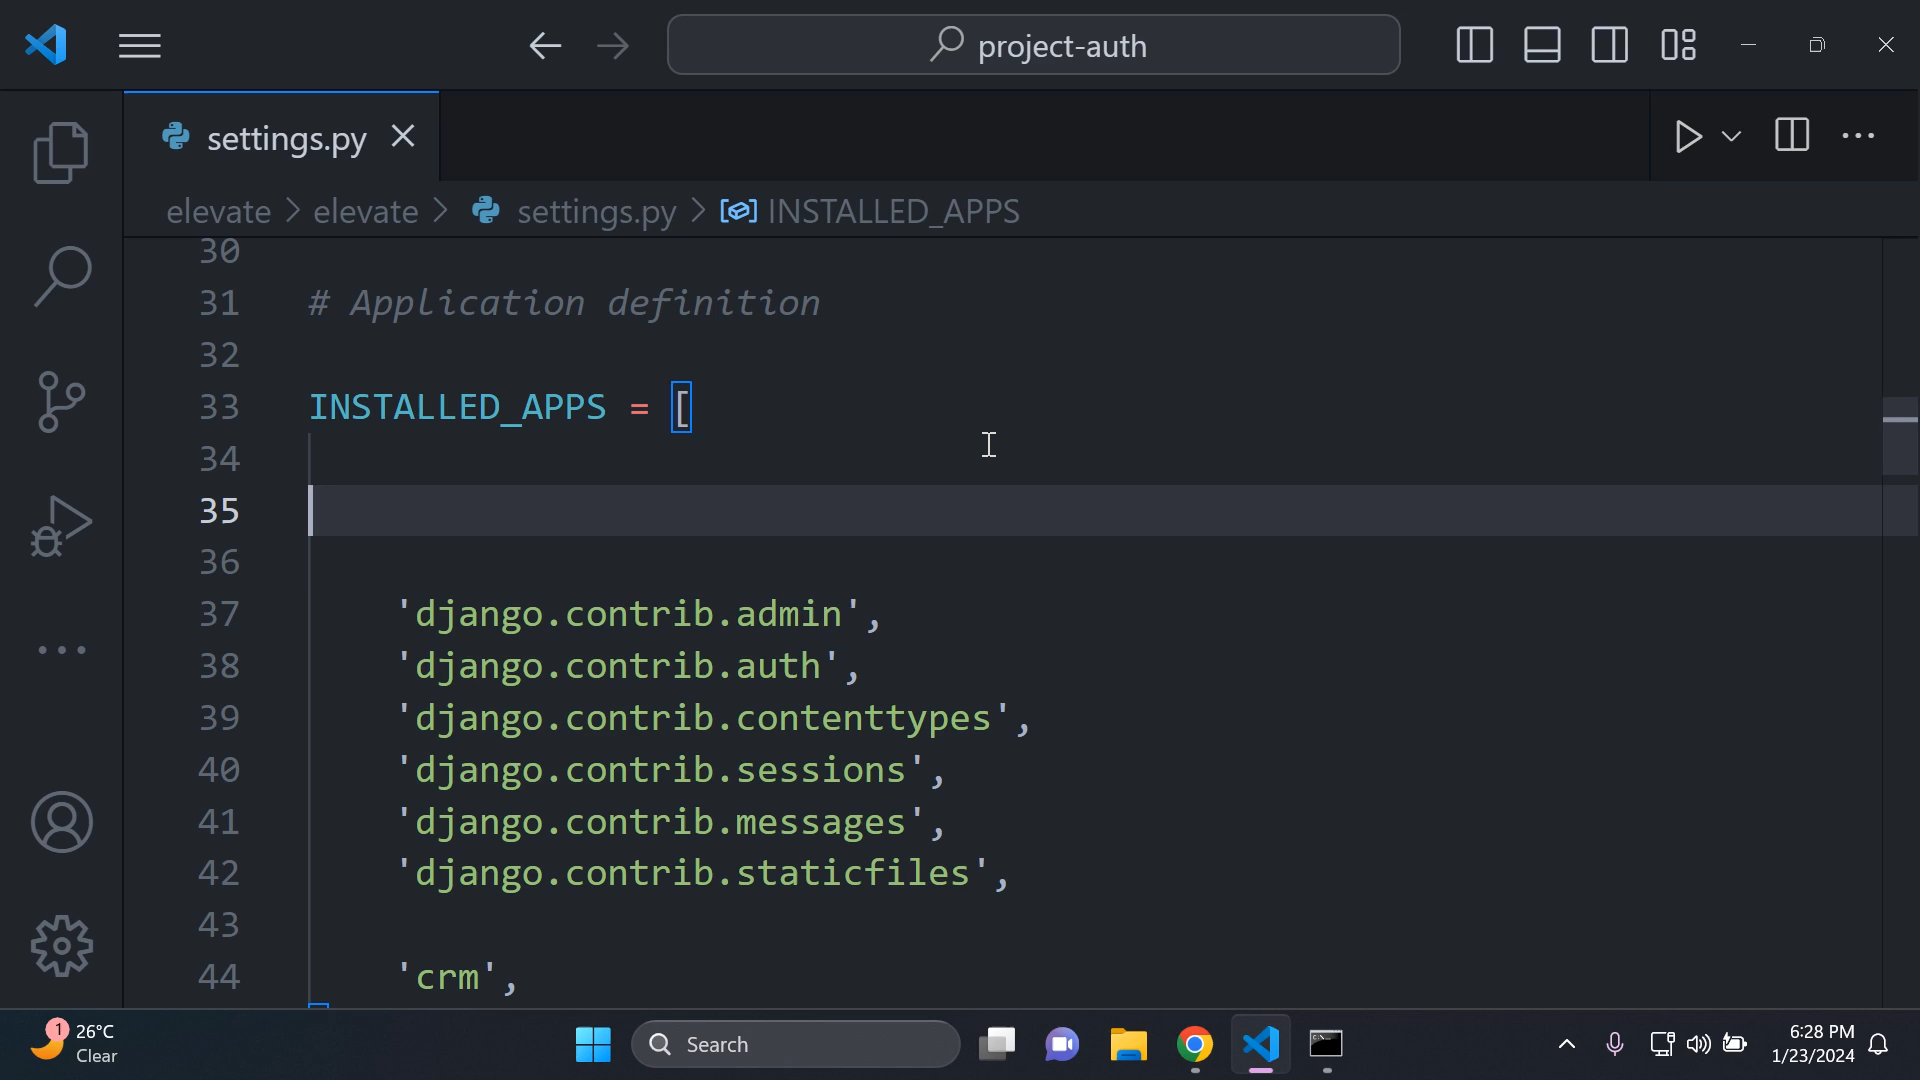 project-auth
settings.py
elevate > elevate > settings.py > INSTALLED_APPS
30
31 # Application definition
32
33 INSTALLED_APPS = [
34
35
36
37 'django.contrib.admin',
38 'django.contrib.auth',
39 'django.contrib.contenttypes',
40 'django.contrib.sessions',
41 'django.contrib.messages',
42 'django.contrib.staticfiles',
43
44 'crm',
1
26°C
Clear
Search
6:28 PM
1/23/2024